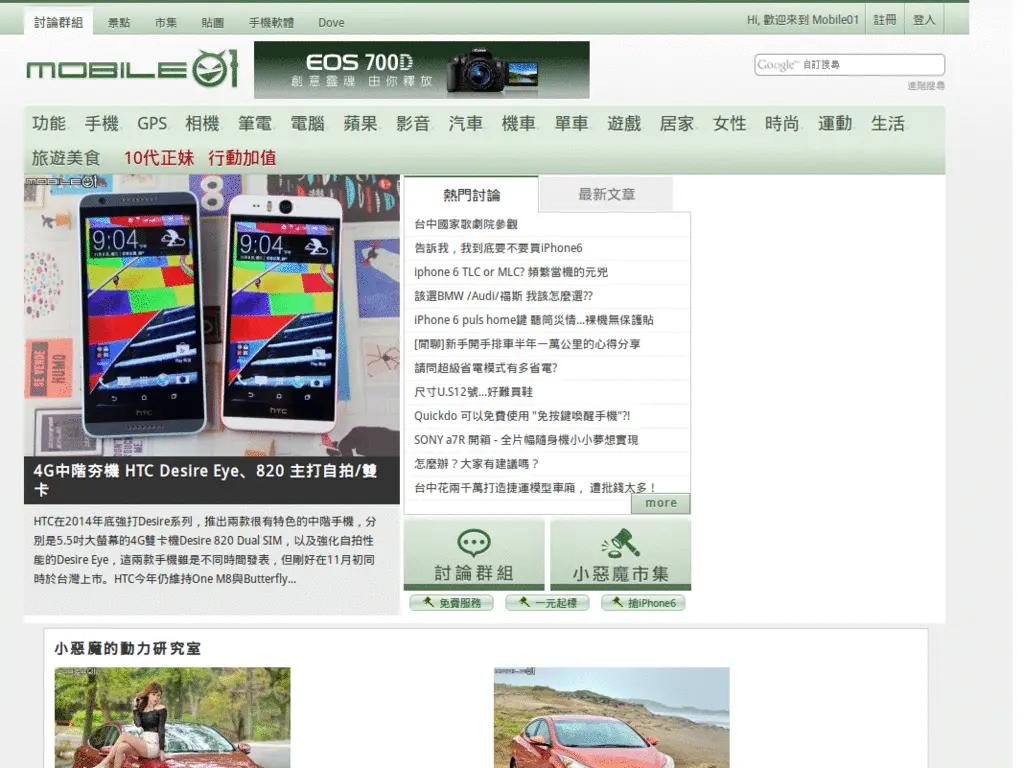 討論群組 景點 市集 貼圖 手機軟體 Dove
Hi, 歡迎來到 Mobile01 註冊 登入
MOBILE01
EOS 700D
創意靈魂 由你釋放
Google™ 自訂搜尋
進階搜尋
功能 手機 GPS 相機 筆電 電腦 蘋果 影音 汽車 機車 單車 遊戲 居家 女性 時尚 運動 生活
旅遊美食 10代正妹 行動加值
MOBILE01
9:04
9:04
SE VENDE
HUMO
htc
htc
4G中階夯機 HTC Desire Eye、820 主打自拍/雙
卡
HTC在2014年底強打Desire系列，推出兩款很有特色的中階手機，分
別是5.5吋大螢幕的4G雙卡機Desire 820 Dual SIM，以及強化自拍性
能的Desire Eye，這兩款手機雖是不同時間發表，但剛好在11月初同
時於台灣上市。HTC今年仍維持One M8與Butterfly...
熱門討論 最新文章
台中國家歌劇院參觀
告訴我，我到底要不要買iPhone6
iphone 6 TLC or MLC? 頻繁當機的元兇
該選BMW /Audi/福斯 我該怎麼選??
iPhone 6 puls home鍵 聽筒災情...裸機無保護貼
[閒聊]新手開手排車半年一萬公里的心得分享
請問超級省電模式有多省電?
尺寸U.S12號...好難買鞋
Quickdo 可以免費使用 "免按鍵喚醒手機"?!
SONY a7R 開箱 - 全片幅隨身機小小夢想實現
怎麼辦？大家有建議嗎？
台中花兩千萬打造捷運模型車廂， 遭批錢太多！
more
討論群組 小惡魔市集
免費服務 一元起標 搶iPhone6
小惡魔的動力研究室
MOBILE01